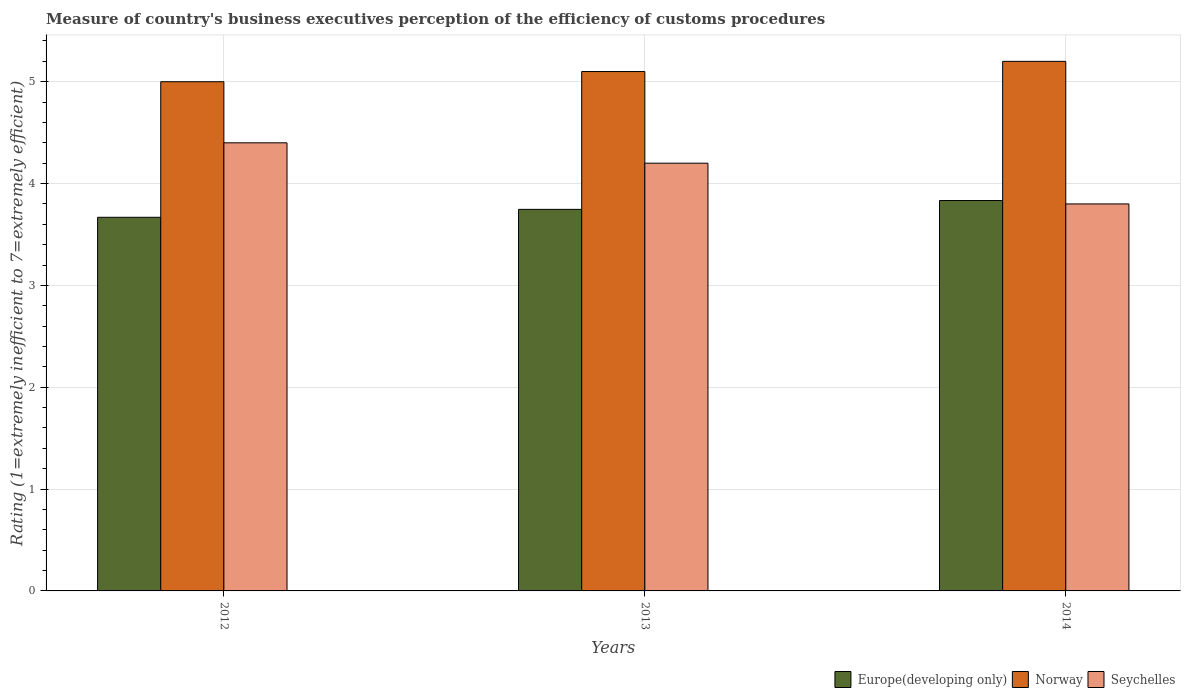 Measure of country's business executives perception of the efficiency of customs procedures
Rating (1=extremely inefficient to 7=extremely efficient)
5
4
3
2
1
0
2012
2013
2014
Years
Europe(developing only)
Norway
Seychelles